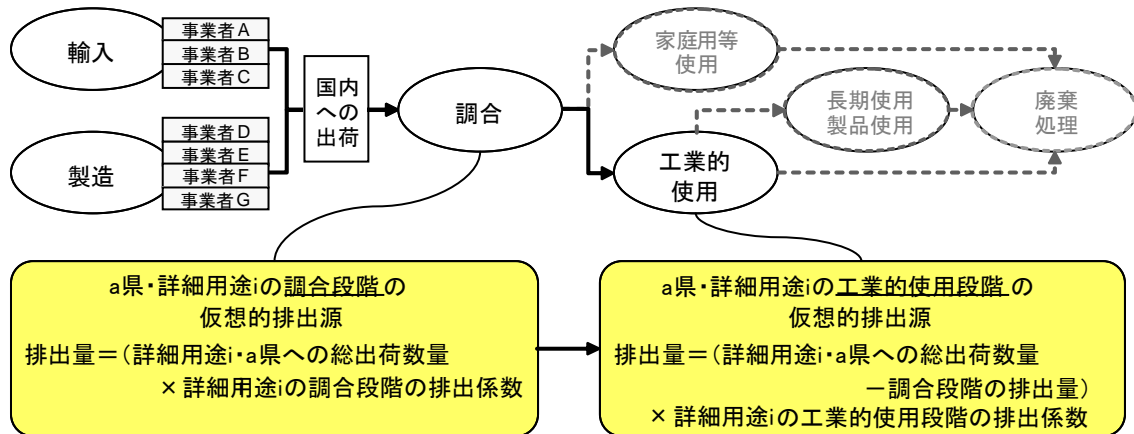 輸入
事業者A
事業者B
事業者C
製造
事業者D
事業者E
事業者F
事業者G
国内
への
出荷
調合
家庭用等
使用
長期使用
製品使用
廃棄
処理
工業的
使用
a県・詳細用途iの調合段階の
仮想的排出源
排出量=(詳細用途i・a県への総出荷数量
×詳細用途iの調合段階の排出係数
a県・詳細用途iの工業的使用段階の
仮想的排出源
排出量=(詳細用途i・a県への総出荷数量
-調合段階の排出量)
×詳細用途iの工業的使用段階の排出係数